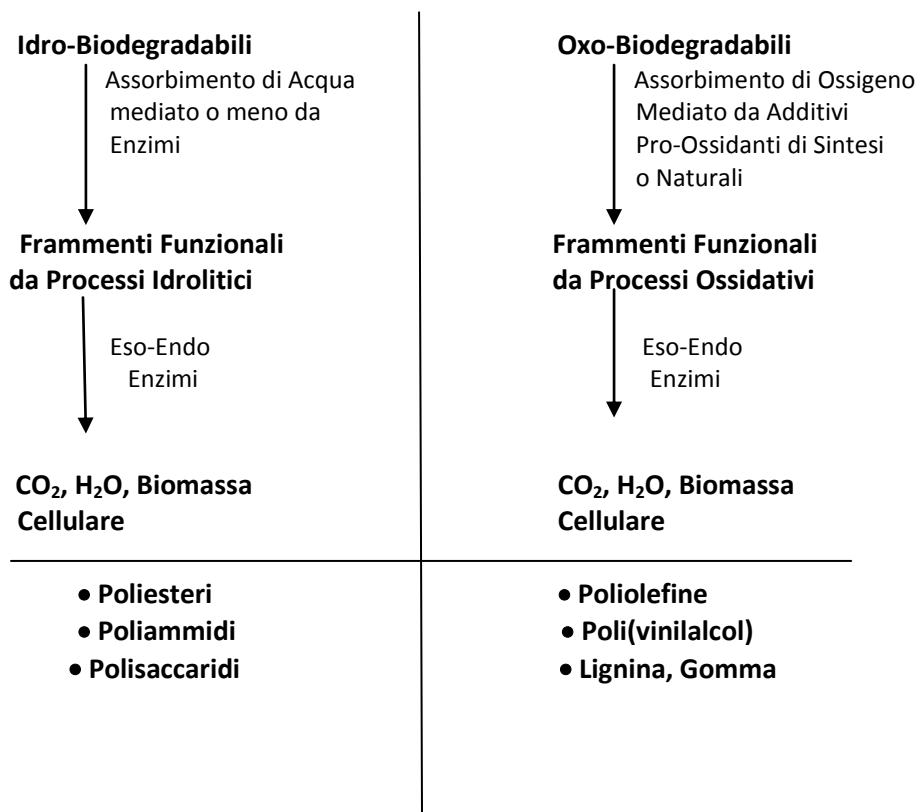 Idro-Biodegradabili
Assorbimento di Acqua
mediato o meno da
Enzimi
Frammenti Funzionali
da Processi Idrolitici
Eso-Endo
Enzimi
CO₂, H₂O, Biomassa
Cellulare
• Poliesteri
• Poliammidi
• Polisaccaridi
Oxo-Biodegradabili
Assorbimento di Ossigeno
Mediato da Additivi
Pro-Ossidanti di Sintesi
o Naturali
Frammenti Funzionali
da Processi Ossidativi
Eso-Endo
Enzimi
CO₂, H₂O, Biomassa
Cellulare
• Poliolefine
• Poli(vinilalcol)
• Lignina, Gomma